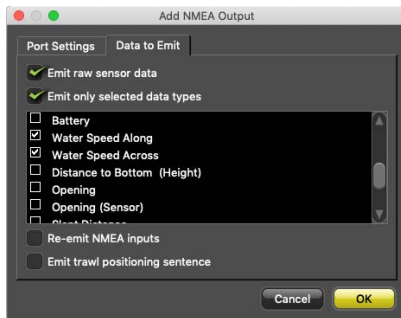 Add NMEA Output
Port Settings Data to Emit
Emit raw sensor data
Emit only selected data types
Battery
Water Speed Along
Water Speed Across
Distance to Bottom (Height)
Opening
Opening (Sensor)
Slant Distance
Re-emit NMEA inputs
Emit trawl positioning sentence
Cancel OK